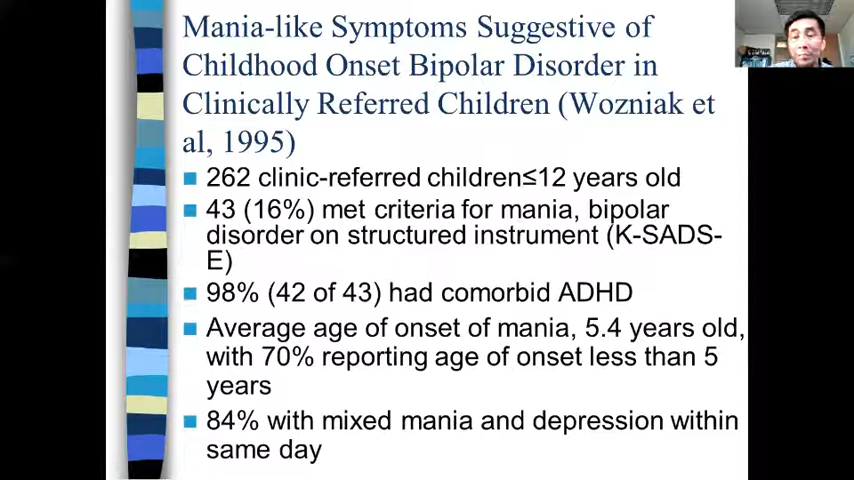 Mania-like Symptoms Suggestive of
Childhood Onset Bipolar Disorder in
Clinically Referred Children (Wozniak et
al, 1995)
262 clinic-referred children≤12 years old
43 (16%) met criteria for mania, bipolar
disorder on structured instrument (K-SADS-
E)
98% (42 of 43) had comorbid ADHD
Average age of onset of mania, 5.4 years old,
with 70% reporting age of onset less than 5
years
84% with mixed mania and depression within
same day